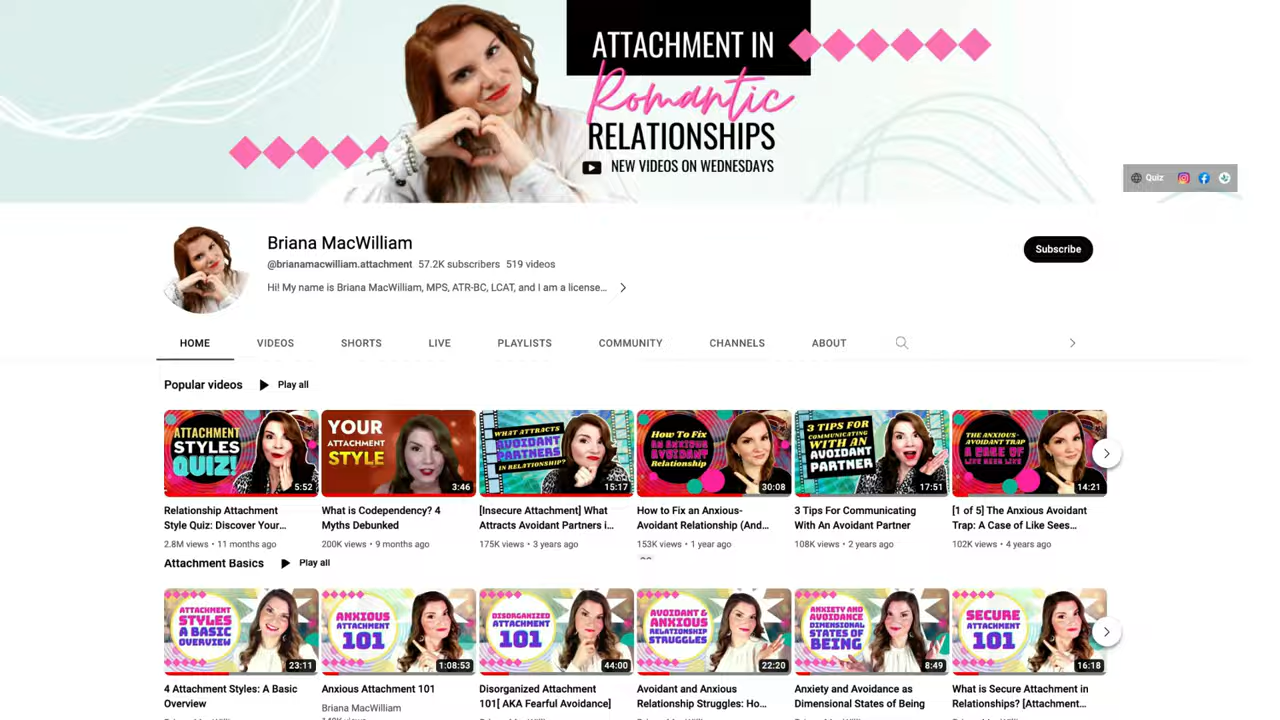 ATTACHMENT IN
Romantic
RELATIONSHIPS
NEW VIDEOS ON WEDNESDAYS
Quiz
Briana MacWilliam
@brianamacwilliam.attachment 57.2K subscribers 519 videos
Subscribe
Hi! My name is Briana MacWilliam, MPS, ATR-BC, LCAT, and I am a license...
HOME VIDEOS SHORTS LIVE PLAYLISTS COMMUNITY CHANNELS ABOUT
Popular videos Play all
ATTACHMENT
STYLES
QUIZ!
5:52
YOUR
ATTACHMENT
STYLE
3:46
WHAT ATTRACTS
AVOIDANT
PARTNERS
IN RELATIONSHIP?
15:17
How To Fix
AN ANXIOUS
AVOIDANT
Relationship
30:08
3 TIPS FOR
COMMUNICATING
WITH AN
AVOIDANT
PARTNER
17:51
THE ANXIOUS-
AVOIDANT TRAP
A CASE OF
LIKE SEES LIKE
14:21
Relationship Attachment
Style Quiz: Discover Your...
2.8M views • 11 months ago
What is Codependency? 4
Myths Debunked
200K views • 9 months ago
[Insecure Attachment] What
Attracts Avoidant Partners i...
175K views • 3 years ago
How to Fix an Anxious-
Avoidant Relationship (And...
153K views • 1 year ago
3 Tips For Communicating
With An Avoidant Partner
108K views • 2 years ago
[1 of 5] The Anxious Avoidant
Trap: A Case of Like Sees...
102K views • 4 years ago
Attachment Basics Play all
ATTACHMENT
STYLES
A BASIC
OVERVIEW
23:11
ANXIOUS
ATTACHMENT
101
1:08:53
DISORGANIZED
ATTACHMENT
101
44:00
AVOIDANT &
ANXIOUS
RELATIONSHIP
STRUGGLES
22:20
ANXIETY AND
AVOIDANCE
DIMENSIONAL
STATES OF
BEING
8:49
SECURE
ATTACHMENT
101
16:18
4 Attachment Styles: A Basic
Overview
Anxious Attachment 101
Briana MacWilliam
Disorganized Attachment
101[ AKA Fearful Avoidance]
Avoidant and Anxious
Relationship Struggles: Ho...
Anxiety and Avoidance as
Dimensional States of Being
What is Secure Attachment in
Relationships? [Attachment...